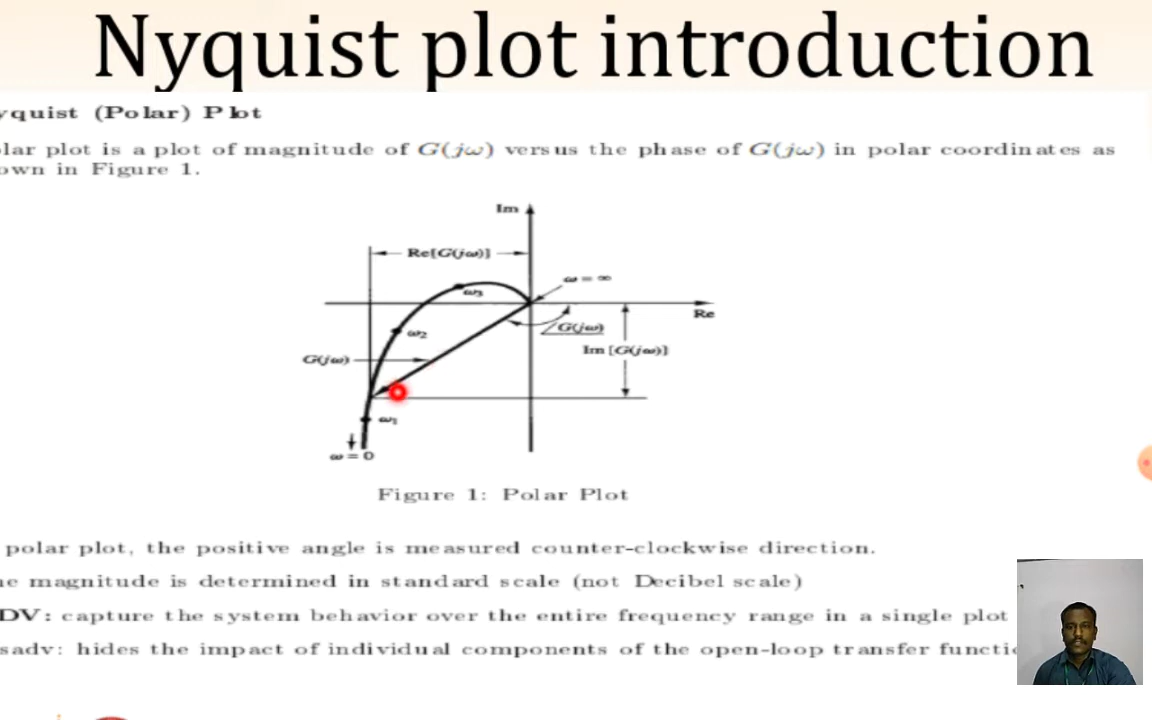 Nyquist plot introduction
yquist (Polar) Plot
lar plot is a plot of magnitude of G(jω) versus the phase of G(jω) in polar coordinates as
own in Figure 1.
Im
Re[G(jω)]
ω = ∞
ω3
Re
∠G(jω)
ω2
Im [G(jω)]
G(jω)
ω1
ω = 0
Figure 1: Polar Plot
polar plot, the positive angle is measured counter-clockwise direction.
e magnitude is determined in standard scale (not Decibel scale)
DV: capture the system behavior over the entire frequency range in a single plot
sadv: hides the impact of individual components of the open-loop transfer functio